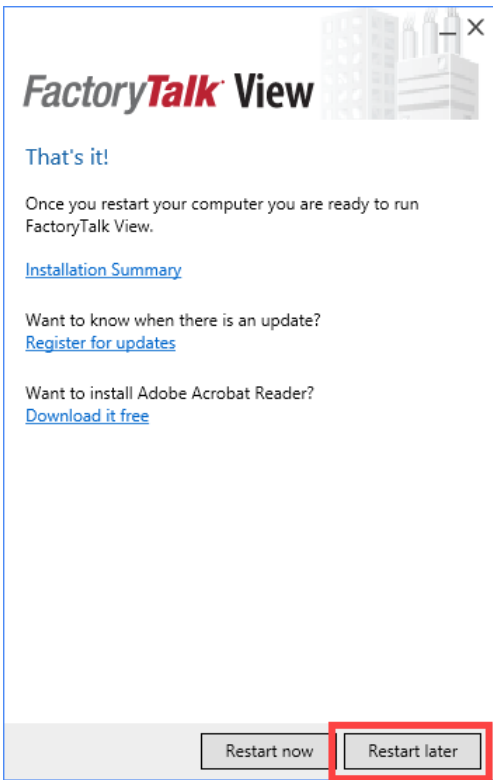 FactoryTalk View
That's it!
Once you restart your computer you are ready to run
FactoryTalk View.
Installation Summary
Want to know when there is an update?
Register for updates
Want to install Adobe Acrobat Reader?
Download it free
Restart now
Restart later